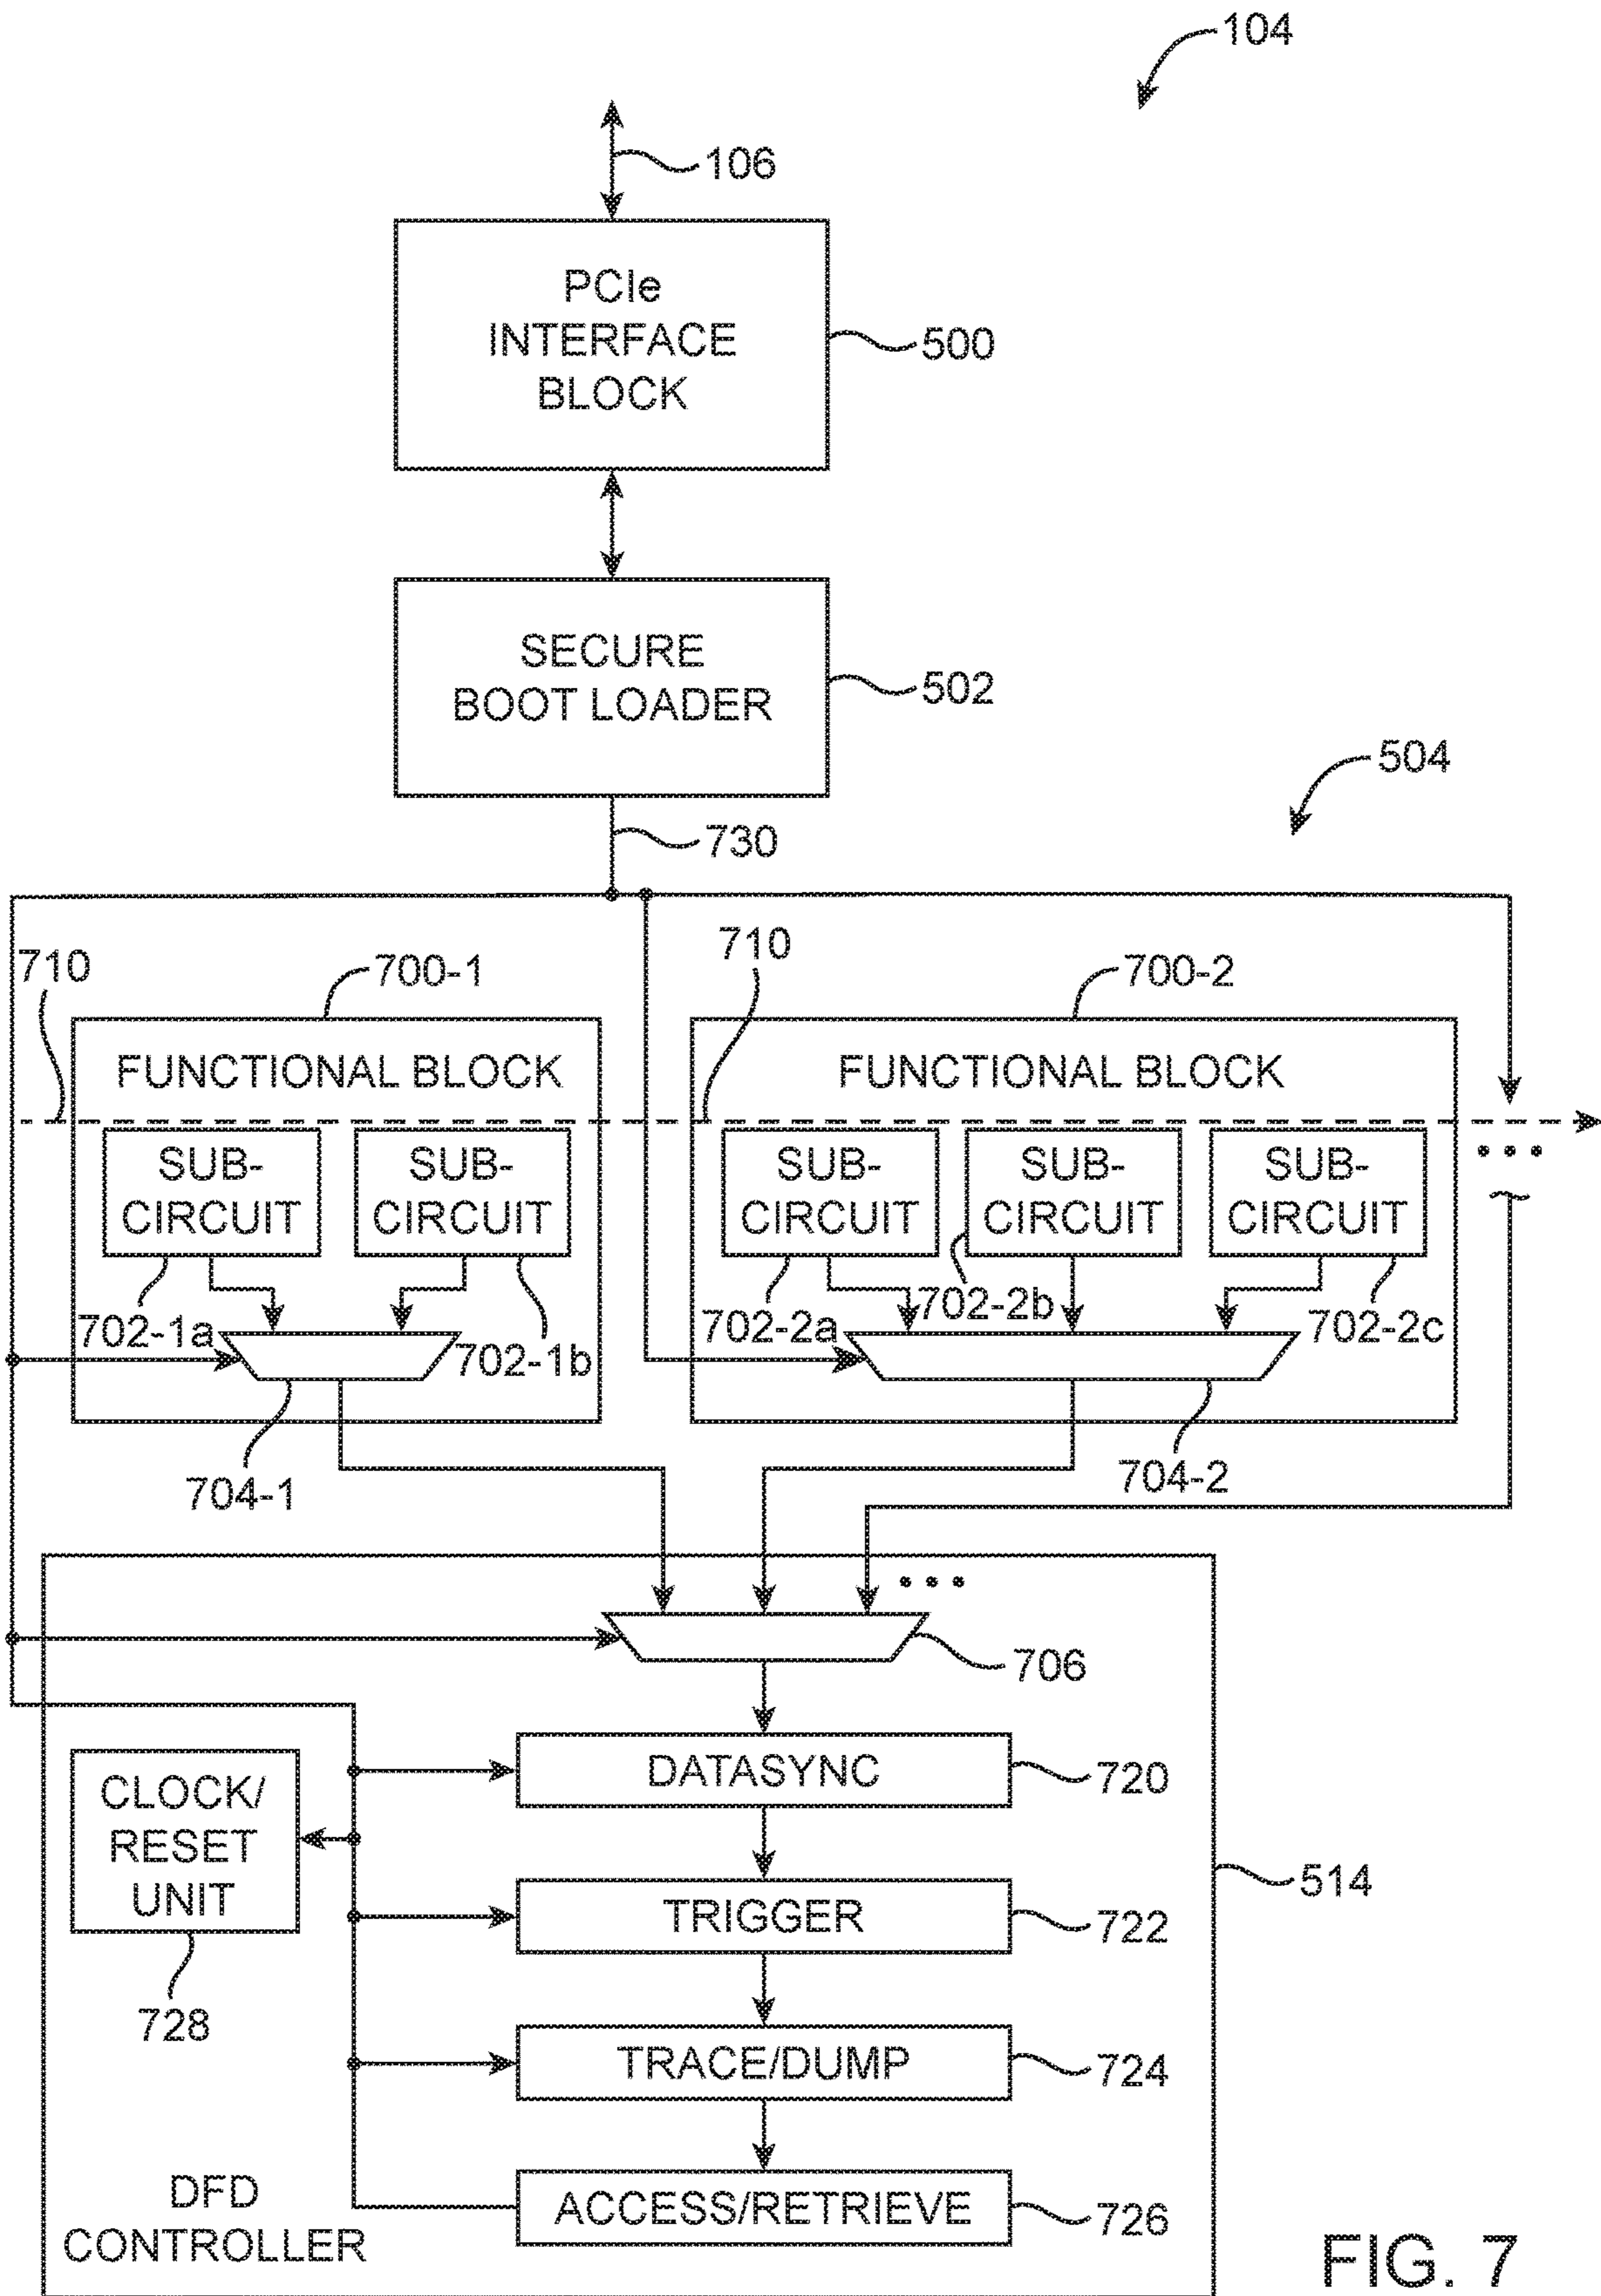 104
106
PCIe
INTERFACE
BLOCK
500
SECURE
BOOT LOADER
502
504
730
710
700-1
710
700-2
FUNCTIONAL BLOCK
FUNCTIONAL BLOCK
SUB-
CIRCUIT
SUB-
CIRCUIT
SUB-
CIRCUIT
SUB-
CIRCUIT
SUB-
CIRCUIT
702-1a
702-1b
702-2a
702-2b
702-2c
704-1
704-2
706
DATASYNC
720
CLOCK/
RESET
UNIT
728
TRIGGER
722
514
TRACE/DUMP
724
ACCESS/RETRIEVE
726
DFD
CONTROLLER
FIG. 7